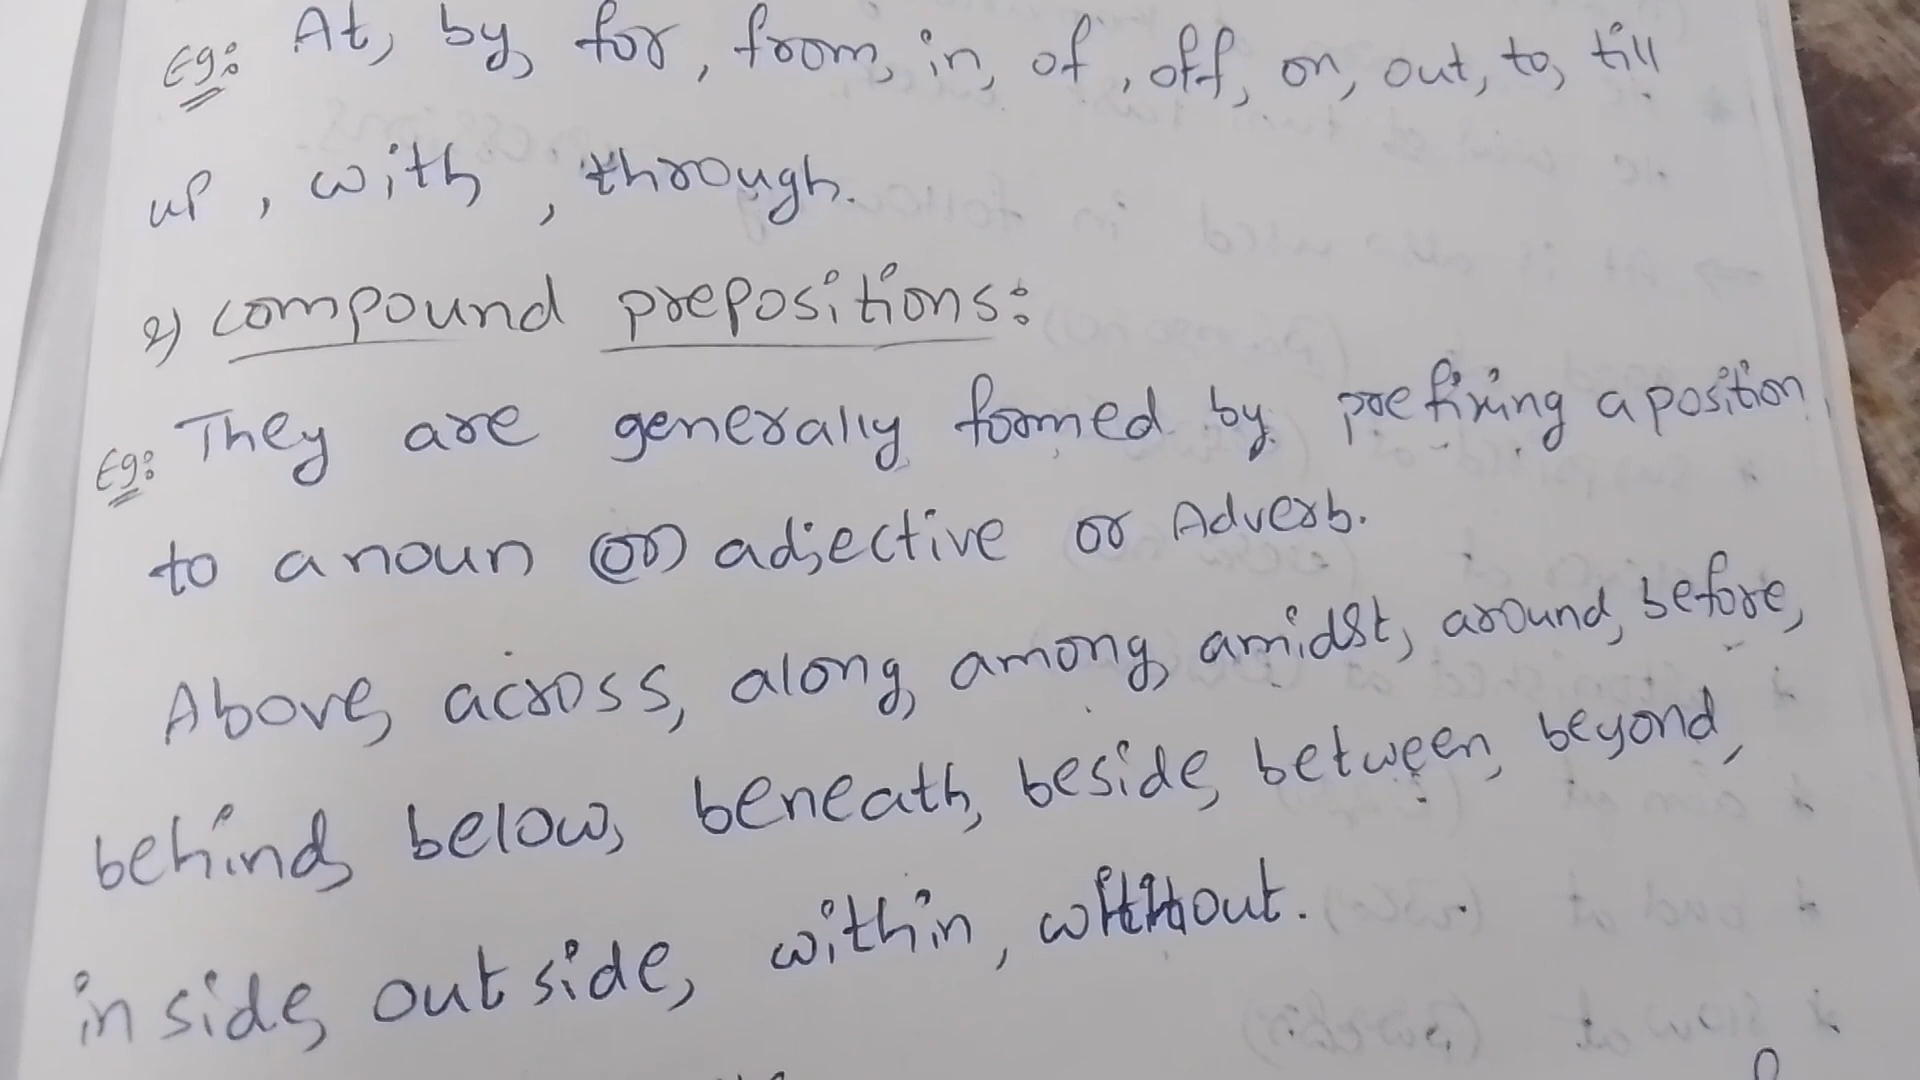 Eg: At, by, for, from, in, of, off, on, out, to, till
up, with, through.
2) compound prepositions:
Eg: They are generally formed by prefixing a position
to a noun (or) adjective or Adverb.
Above, across, along, among, amidst, around, before,
behind, below, beneath, beside, between, beyond,
inside, outside, within, without.